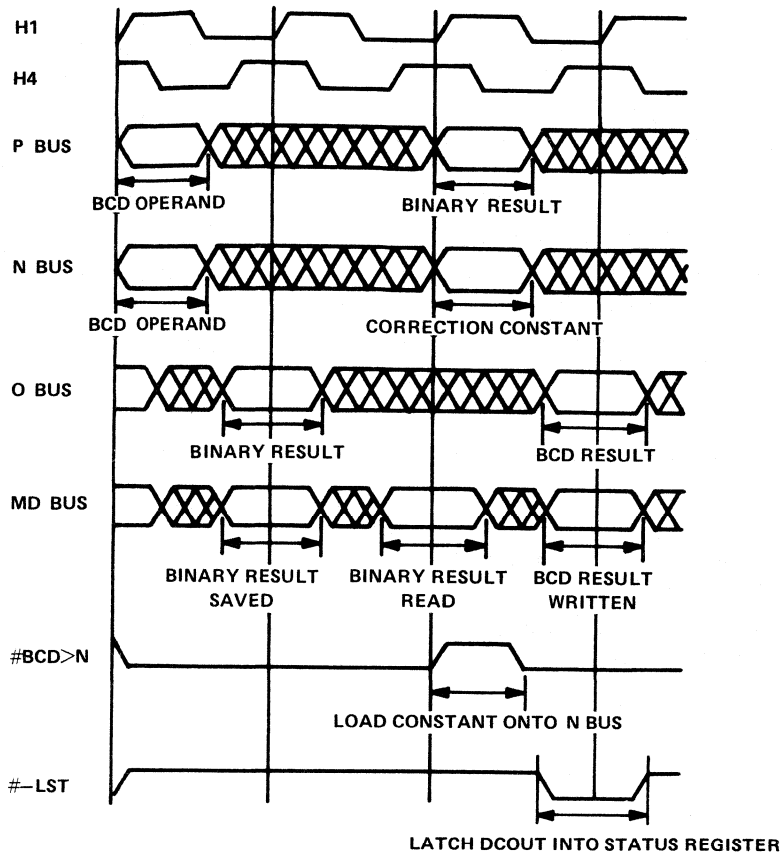 H1
H4
P BUS
BCD OPERAND
BINARY RESULT
N BUS
BCD OPERAND
CORRECTION CONSTANT
O BUS
BINARY RESULT
BCD RESULT
MD BUS
BINARY RESULT
SAVED
BINARY RESULT
READ
BCD RESULT
WRITTEN
#BCD>N
LOAD CONSTANT ONTO N BUS
#–LST
LATCH DCOUT INTO STATUS REGISTER